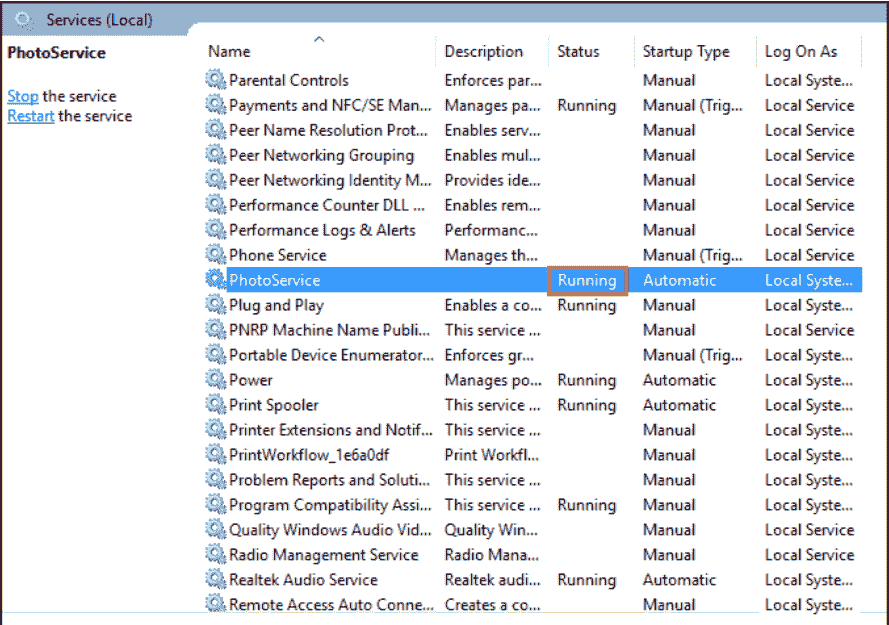 Services (Local)
PhotoService
Stop the service
Restart the service
Name Description Status Startup Type Log On As
Parental Controls Enforces par... Manual Local Syste...
Payments and NFC/SE Man... Manages pa... Running Manual (Trig... Local Service
Peer Name Resolution Prot... Enables serv... Manual Local Service
Peer Networking Grouping Enables mul... Manual Local Service
Peer Networking Identity M... Provides ide... Manual Local Service
Performance Counter DLL ... Enables rem... Manual Local Service
Performance Logs & Alerts Performanc... Manual Local Service
Phone Service Manages th... Manual (Trig... Local Service
PhotoService Running Automatic Local Syste...
Plug and Play Enables a co... Running Manual Local Syste...
PNRP Machine Name Publi... This service ... Manual Local Service
Portable Device Enumerator... Enforces gr... Manual (Trig... Local Syste...
Power Manages po... Running Automatic Local Syste...
Print Spooler This service ... Running Automatic Local Syste...
Printer Extensions and Notif... This service ... Manual Local Syste...
PrintWorkflow_1e6a0df Print Workfl... Manual Local Syste...
Problem Reports and Soluti... This service ... Manual Local Syste...
Program Compatibility Assi... This service ... Running Manual Local Syste...
Quality Windows Audio Vid... Quality Win... Manual Local Service
Radio Management Service Radio Mana... Manual Local Service
Realtek Audio Service Realtek audi... Running Automatic Local Syste...
Remote Access Auto Conne... Creates a co... Manual Local Syste...